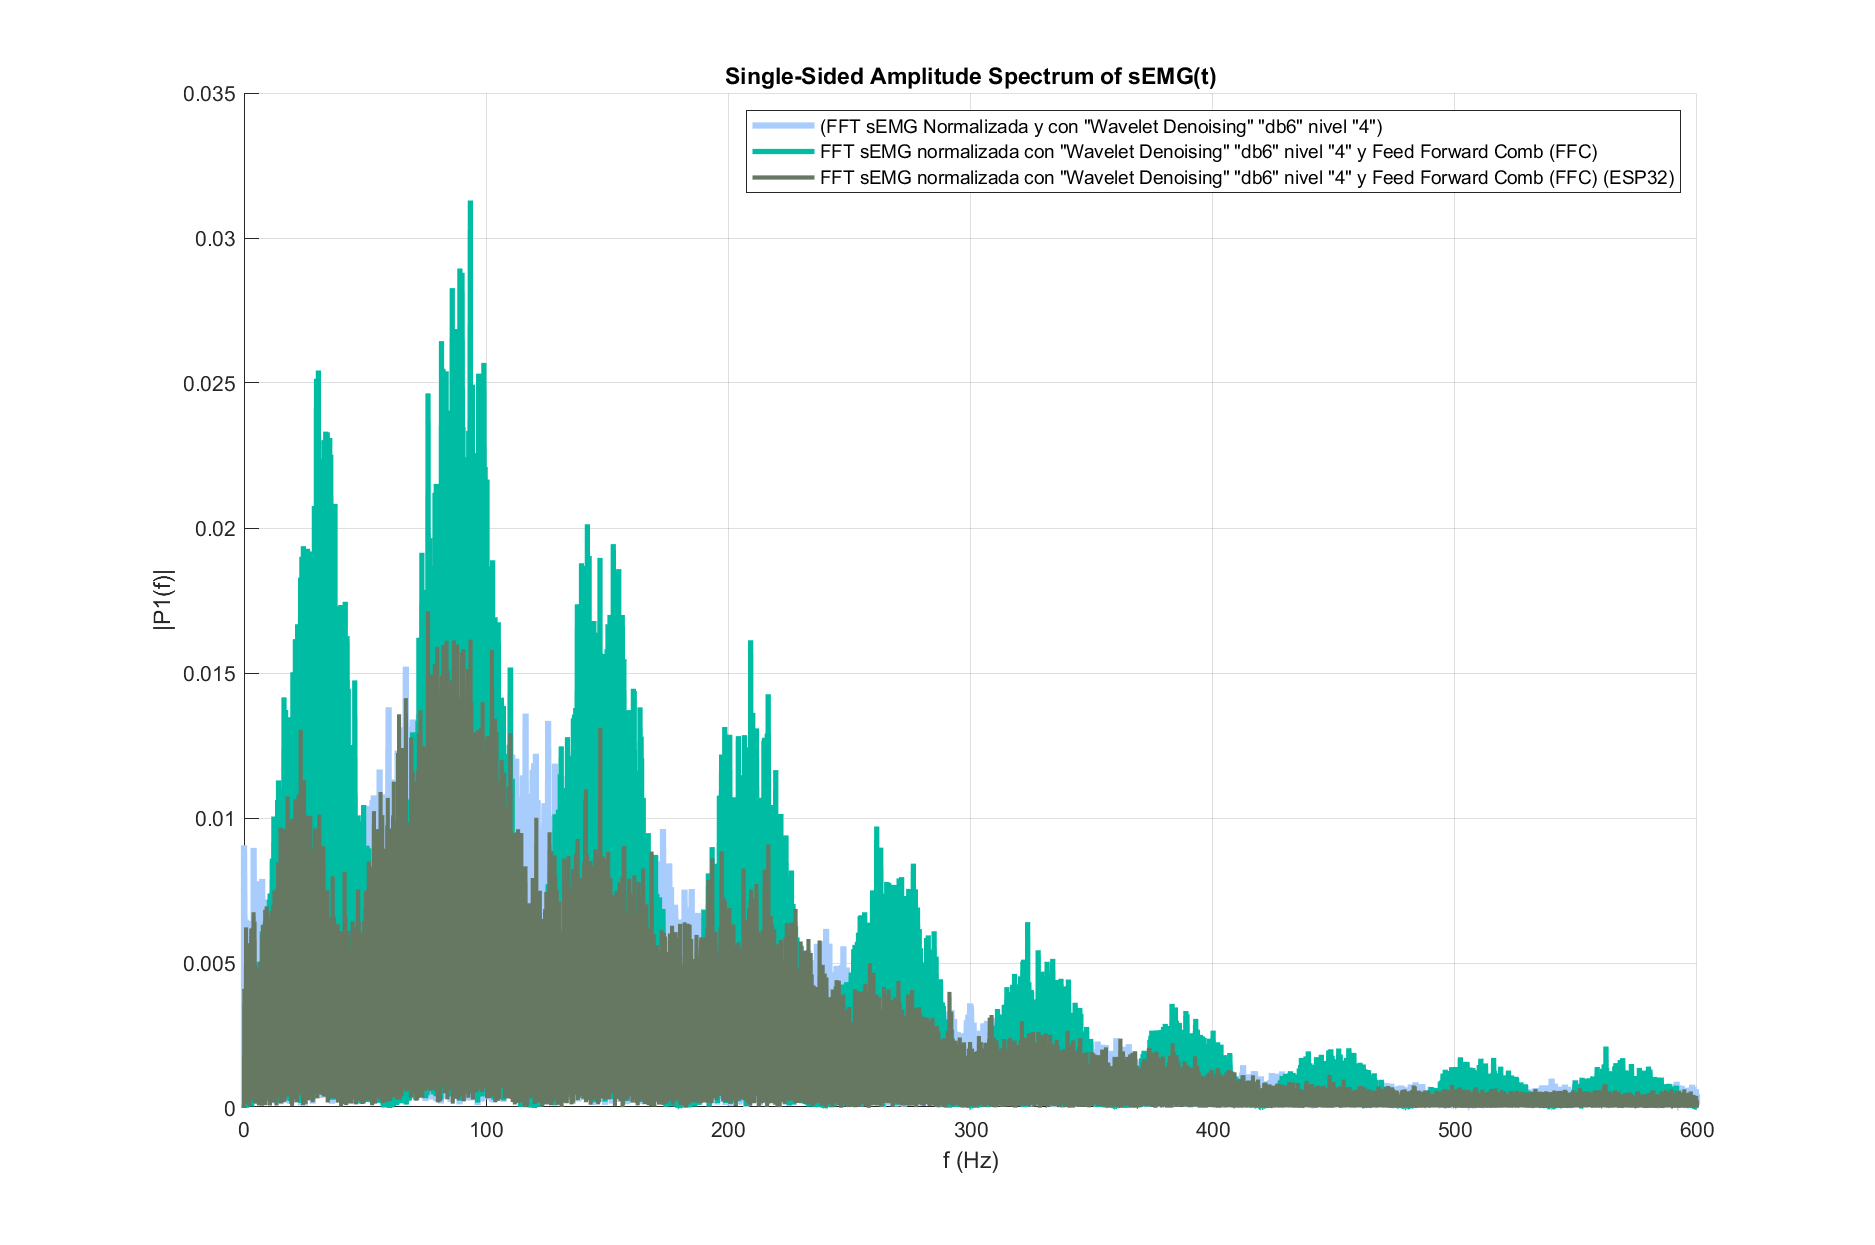 Single-Sided Amplitude Spectrum of sEMG(t)
(FFT sEMG Normalizada y con "Wavelet Denoising" "db6" nivel "4")
FFT sEMG normalizada con "Wavelet Denoising" "db6" nivel "4" y Feed Forward Comb (FFC)
FFT sEMG normalizada con "Wavelet Denoising" "db6" nivel "4" y Feed Forward Comb (FFC) (ESP32)
|P1(f)|
0.035
0.03
0.025
0.02
0.015
0.01
0.005
0
0 100 200 300 400 500 600
f (Hz)